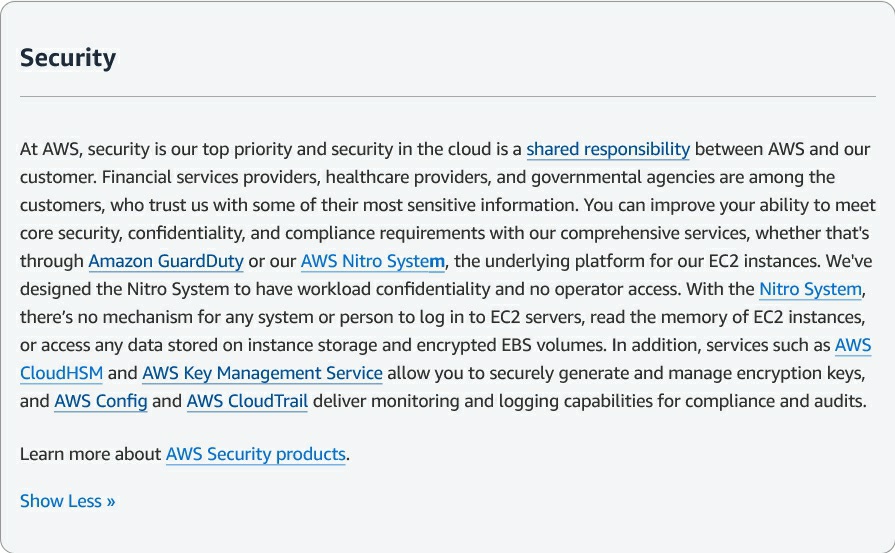 Security
At AWS, security is our top priority and security in the cloud is a shared responsibility between AWS and our
customer. Financial services providers, healthcare providers, and governmental agencies are among the
customers, who trust us with some of their most sensitive information. You can improve your ability to meet
core security, confidentiality, and compliance requirements with our comprehensive services, whether that's
through Amazon GuardDuty or our AWS Nitro System, the underlying platform for our EC2 instances. We've
designed the Nitro System to have workload confidentiality and no operator access. With the Nitro System,
there’s no mechanism for any system or person to log in to EC2 servers, read the memory of EC2 instances,
or access any data stored on instance storage and encrypted EBS volumes. In addition, services such as AWS
CloudHSM and AWS Key Management Service allow you to securely generate and manage encryption keys,
and AWS Config and AWS CloudTrail deliver monitoring and logging capabilities for compliance and audits.
Learn more about AWS Security products.
Show Less »